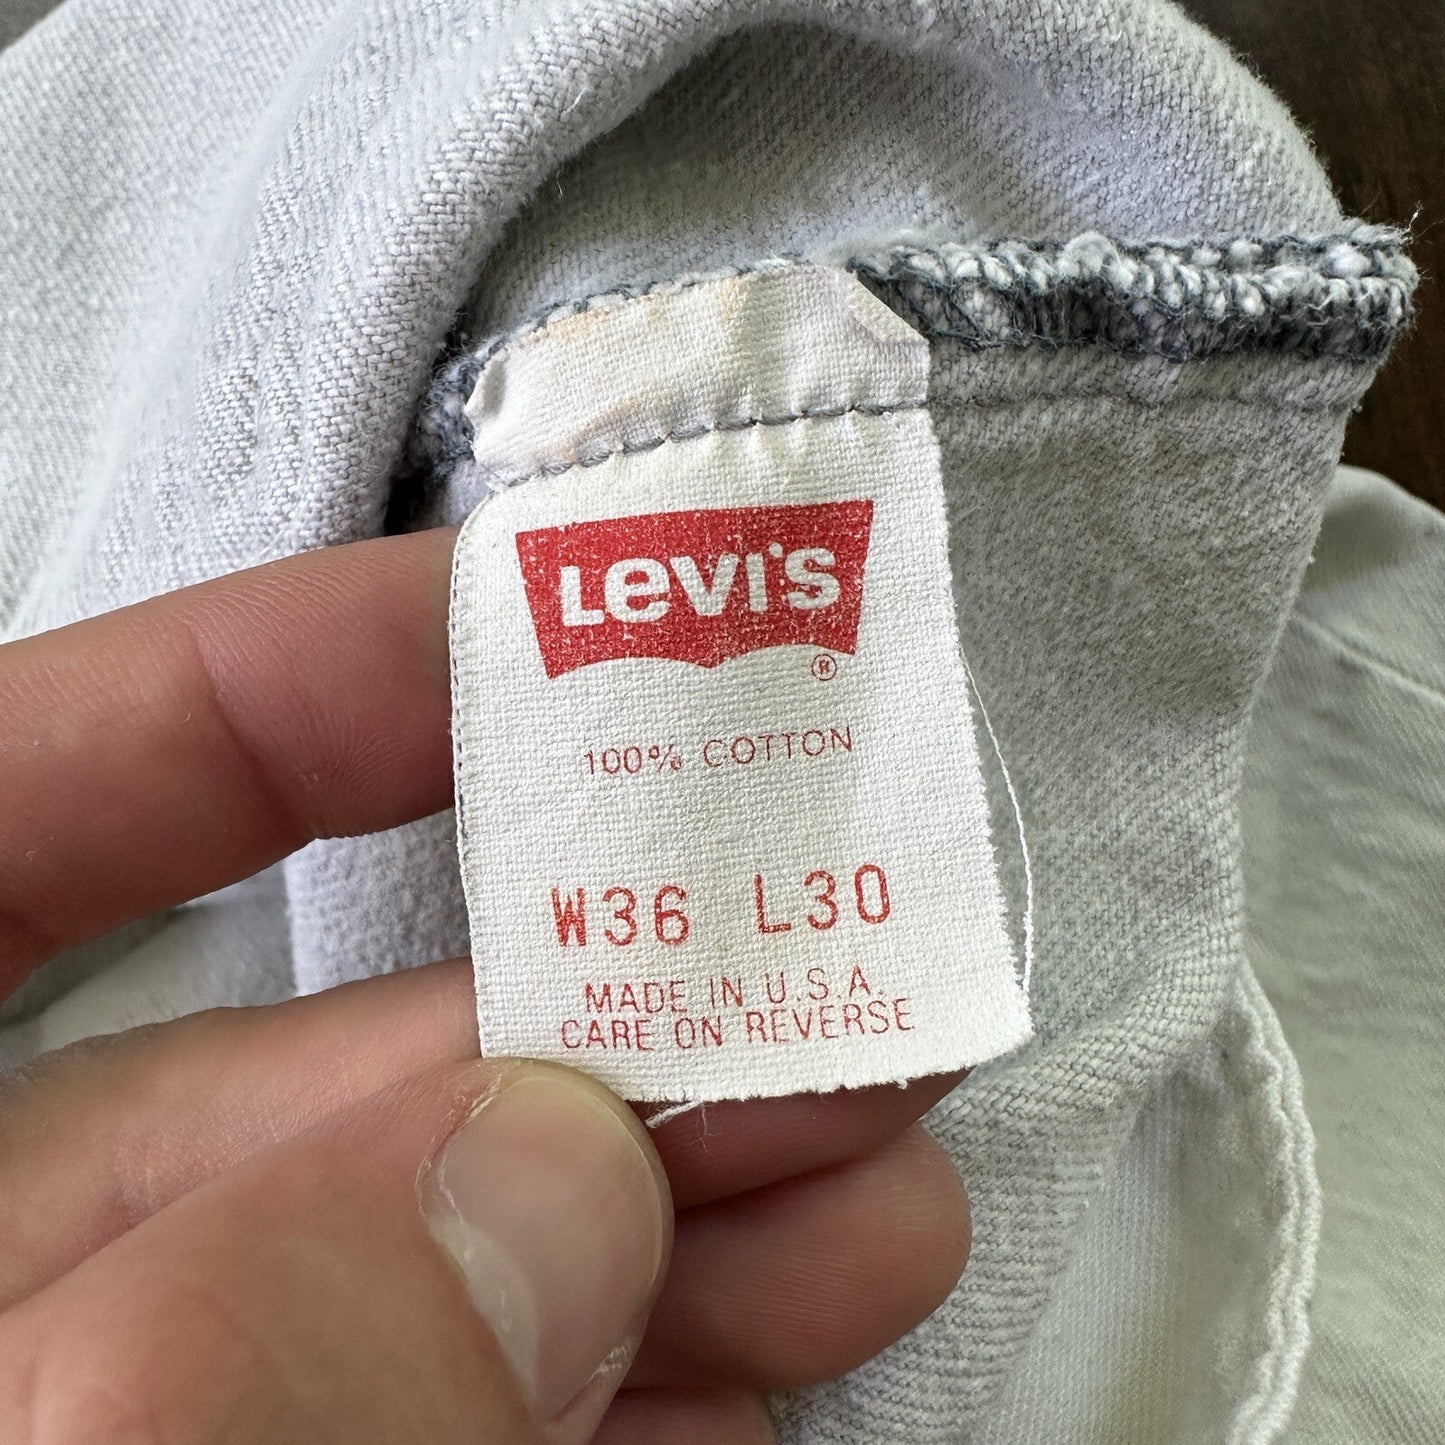 Levi's
®
100% COTTON
W36 L30
MADE IN U.S.A.
CARE ON REVERSE